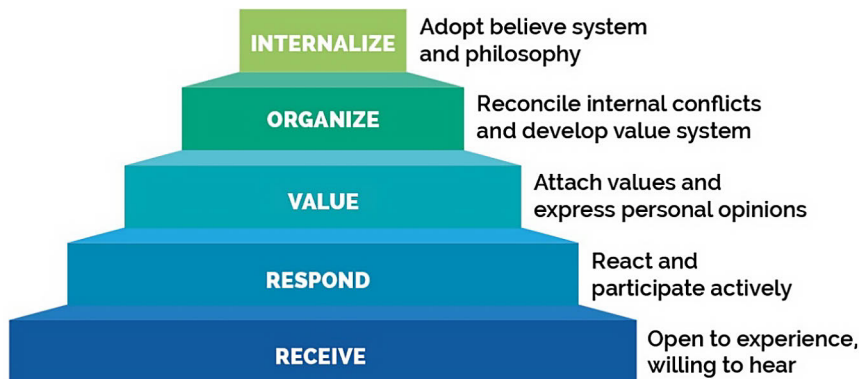 INTERNALIZE
Adopt believe system
and philosophy
ORGANIZE
Reconcile internal conflicts
and develop value system
VALUE
Attach values and
express personal opinions
RESPOND
React and
participate actively
RECEIVE
Open to experience,
willing to hear